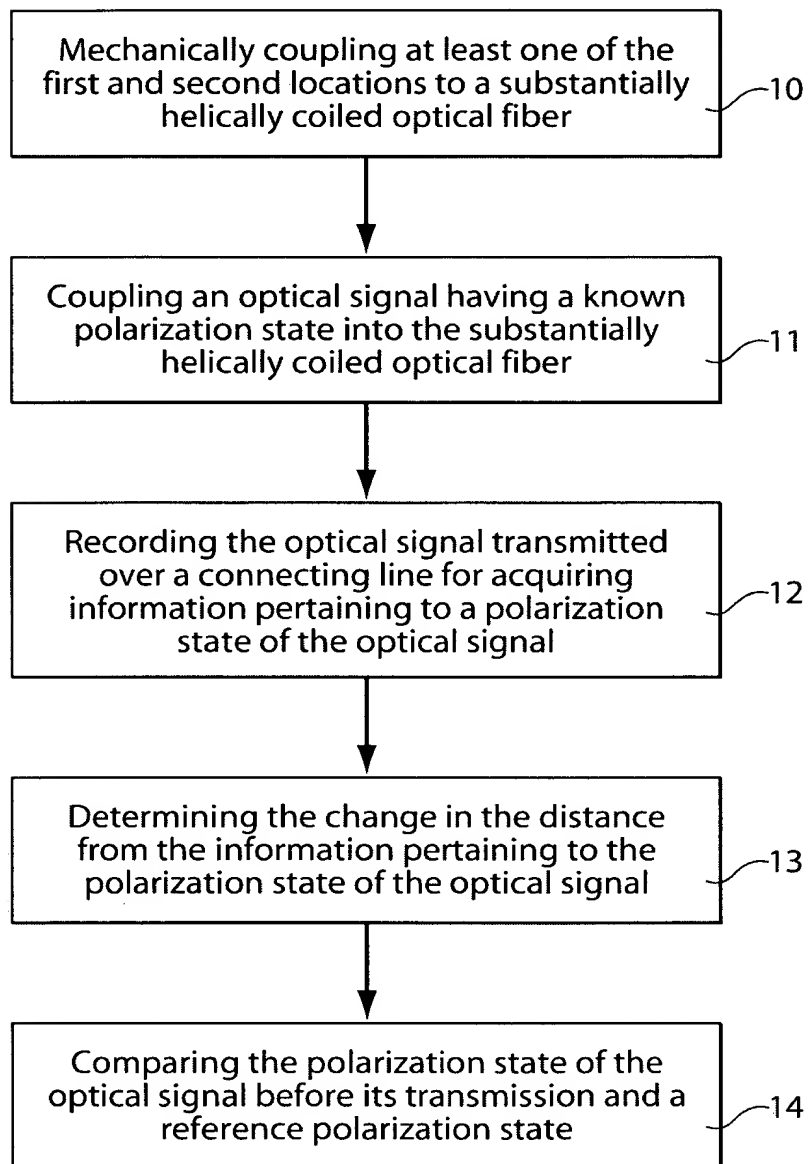 Mechanically coupling at least one of the
first and second locations to a substantially
helically coiled optical fiber
10
Coupling an optical signal having a known
polarization state into the substantially
helically coiled optical fiber
11
Recording the optical signal transmitted
over a connecting line for acquiring
information pertaining to a polarization
state of the optical signal
12
Determining the change in the distance
from the information pertaining to the
polarization state of the optical signal
13
Comparing the polarization state of the
optical signal before its transmission and a
reference polarization state
14